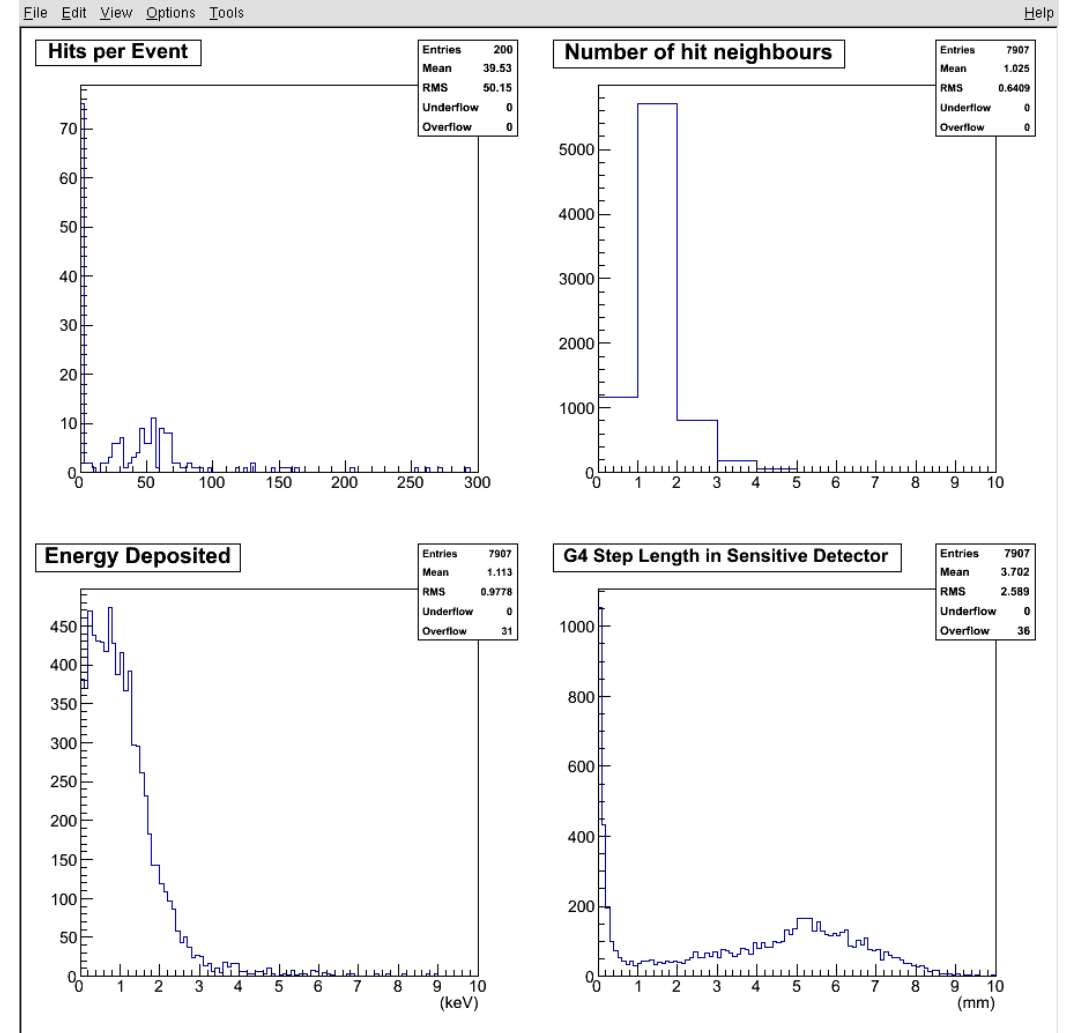 File Edit View Options Tools Help
Hits per Event
Entries 200
Mean 39.53
RMS 50.15
Underflow 0
Overflow 0
70
60
50
40
30
20
10
0
0 50 100 150 200 250 300
Number of hit neighbours
Entries 7907
Mean 1.025
RMS 0.6409
Underflow 0
Overflow 0
5000
4000
3000
2000
1000
0
0 1 2 3 4 5 6 7 8 9 10
Energy Deposited
Entries 7907
Mean 1.113
RMS 0.9778
Underflow 0
Overflow 31
450
400
350
300
250
200
150
100
50
0
0 1 2 3 4 5 6 7 8 9 10
(keV)
G4 Step Length in Sensitive Detector
Entries 7907
Mean 3.702
RMS 2.589
Underflow 0
Overflow 36
1000
800
600
400
200
0
0 1 2 3 4 5 6 7 8 9 10
(mm)